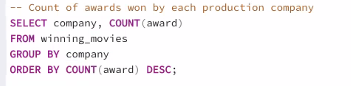 -- Count of awards won by each production company
SELECT company, COUNT(award)
FROM winning_movies
GROUP BY company
ORDER BY COUNT(award) DESC;